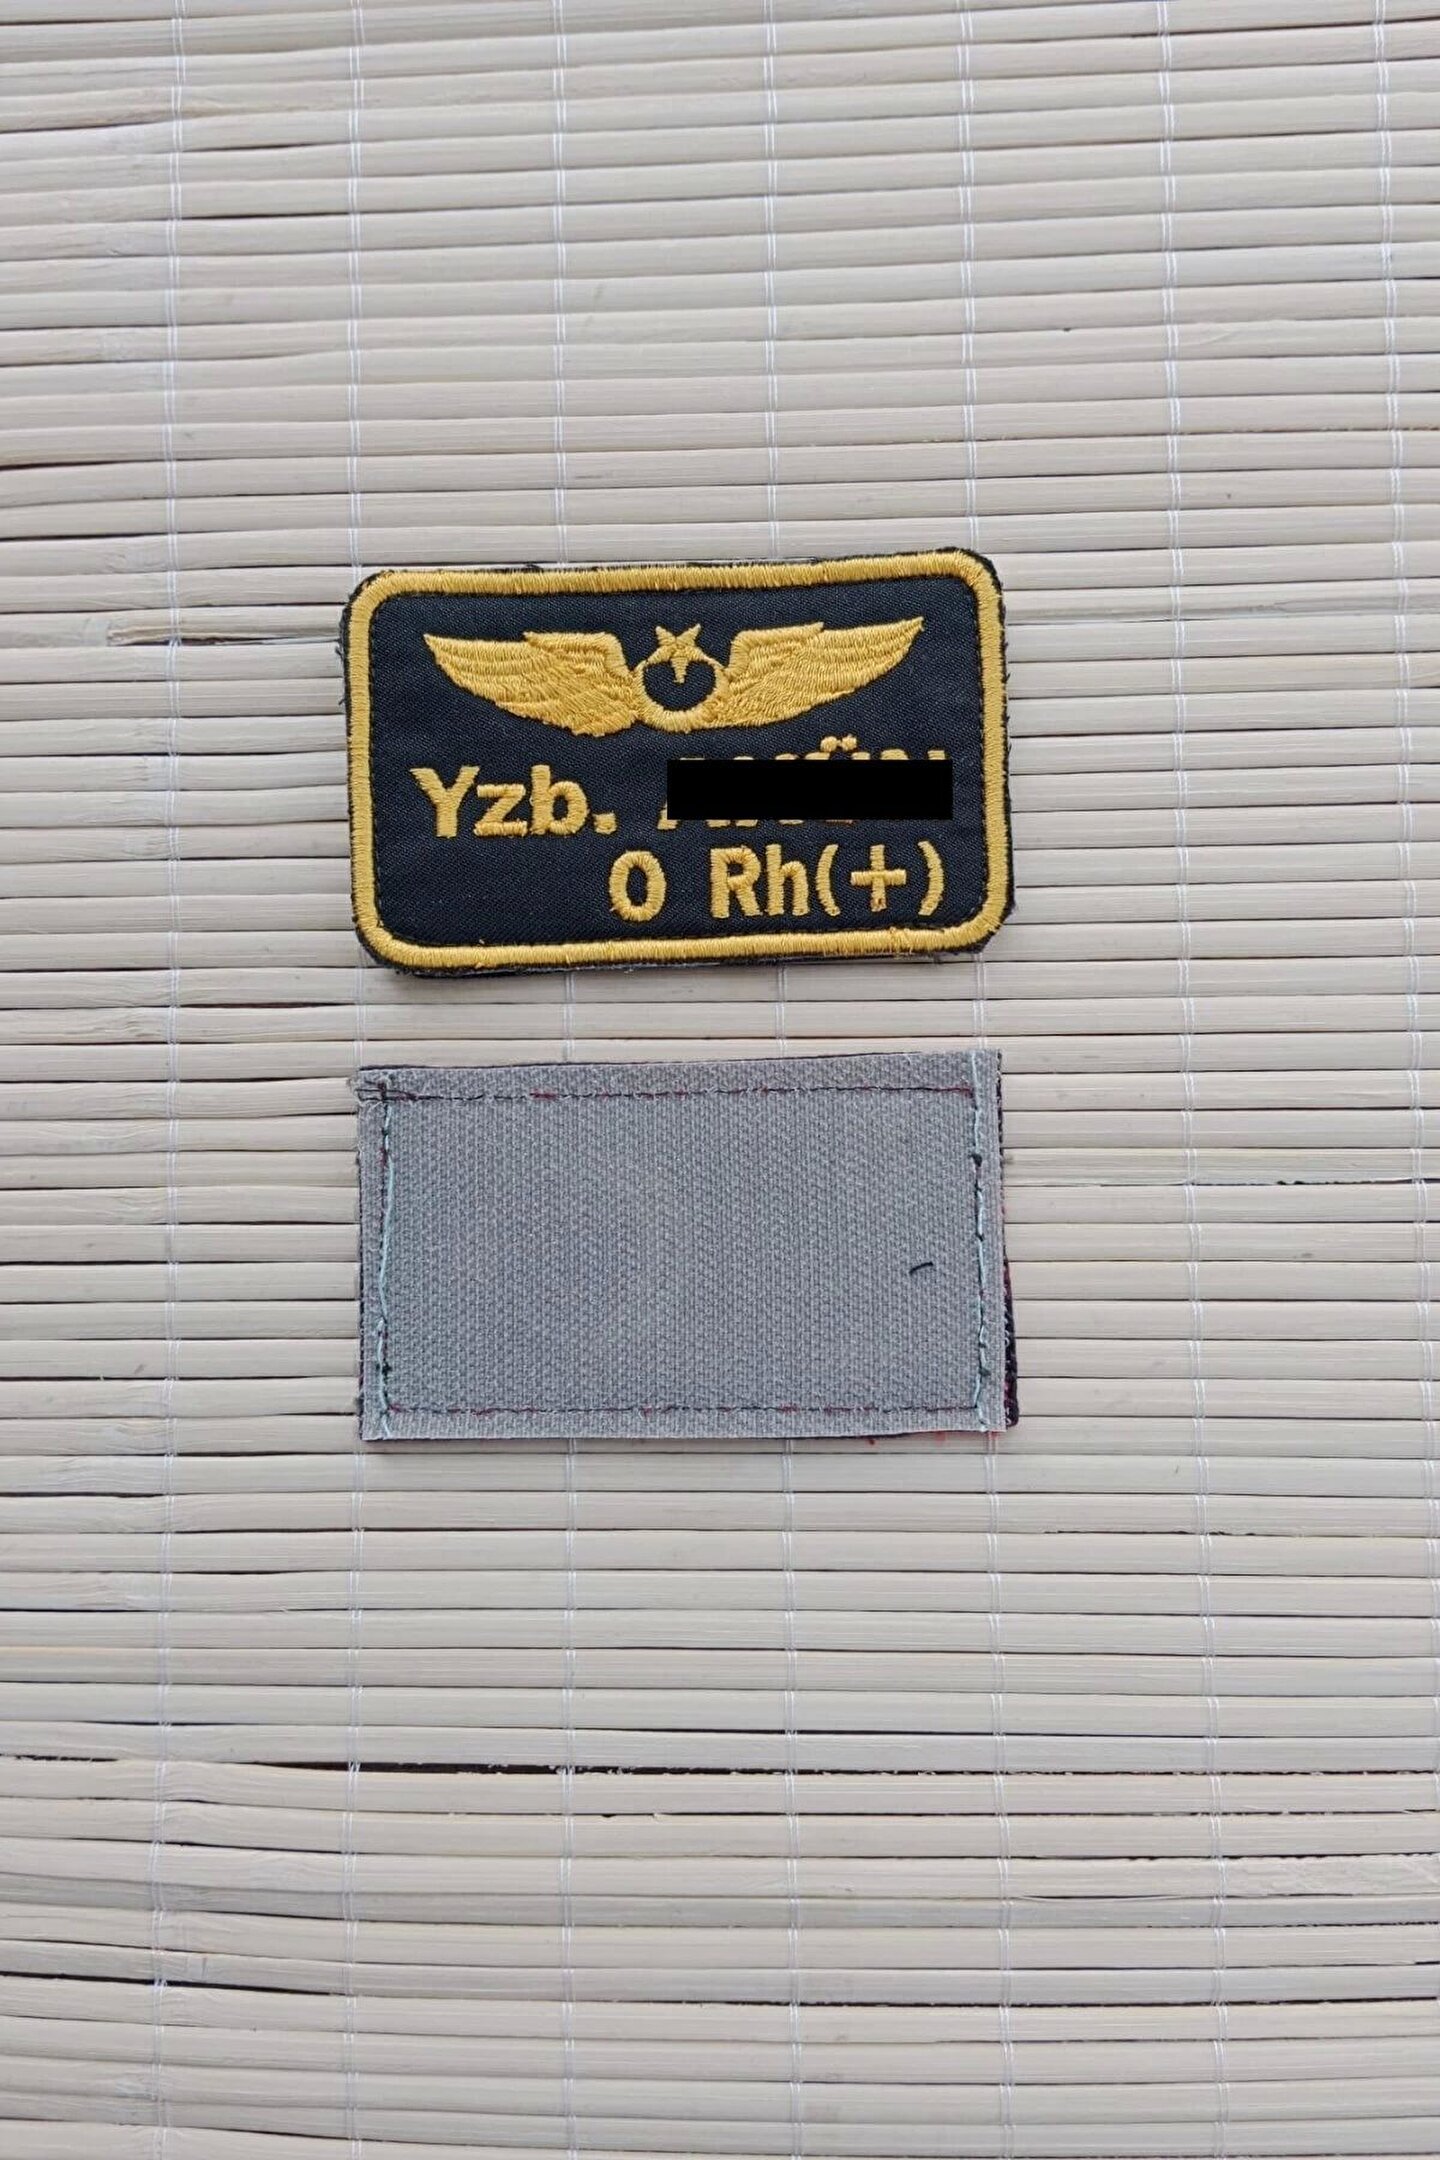 Yzb.
0 Rh(+)